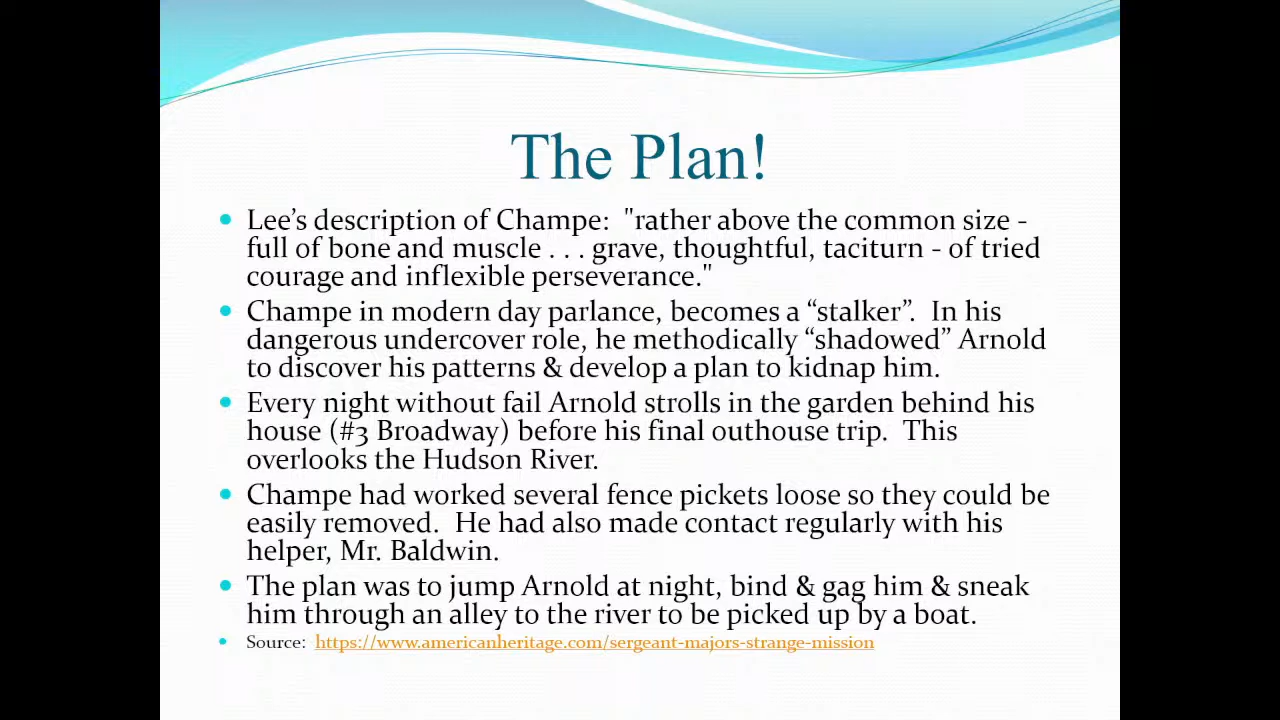 The Plan!
• Lee’s description of Champe:  "rather above the common size -
full of bone and muscle . . . grave, thoughtful, taciturn - of tried
courage and inflexible perseverance."
• Champe in modern day parlance, becomes a “stalker”.  In his
dangerous undercover role, he methodically “shadowed” Arnold
to discover his patterns & develop a plan to kidnap him.
• Every night without fail Arnold strolls in the garden behind his
house (#3 Broadway) before his final outhouse trip.  This
overlooks the Hudson River.
• Champe had worked several fence pickets loose so they could be
easily removed.  He had also made contact regularly with his
helper, Mr. Baldwin.
• The plan was to jump Arnold at night, bind & gag him & sneak
him through an alley to the river to be picked up by a boat.
• Source:  https://www.americanheritage.com/sergeant-majors-strange-mission